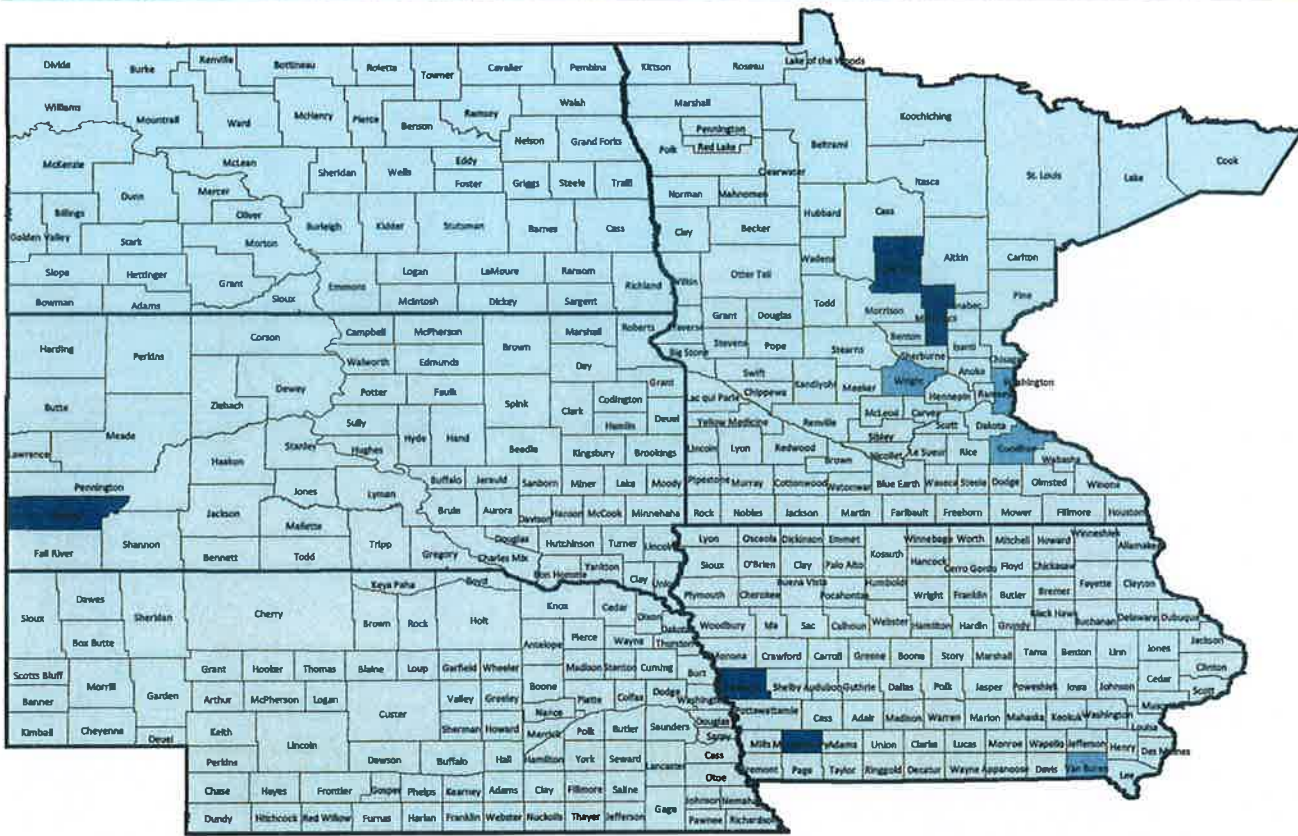 Divide Burke Renville Bottineau Rolette Towner Cavalier Pembina Kittson Roseau Lake of the Woods
Williams Mountrall Ward McHenry Pierce Benson Ramsey Walsh Marshall Koochiching
Pennington
Red Lake
McKenzie McLean Sheridan Wells Eddy Nelson Grand Forks Polk Clearwater Beltrami Itasca St. Louis Lake Cook
Dunn Mercer Foster Griggs Steele Traill Norman Mahnomen Hubbard Cass
Billings Oliver
Golden Valley Stark Morton Burleigh Kidder Stutsman Barnes Cass Clay Becker Wadena Aitkin Carlton
Slope Hettinger Grant Logan LaMoure Ransom Richland Wilkin Otter Tail Todd Pine
Bowman Adams Sioux Emmons McIntosh Dickey Sargent Grant Douglas Morrison
Harding Perkins Corson Campbell McPherson Brown Marshall Roberts Traverse Stevens Pope Stearns Benton Isanti
Walworth Edmunds Day Big Stone Sherburne Chisago
Butte Meade Ziebach Dewey Potter Faulk Spink Clark Codington Grant Swift Kandiyohi Meeker Wright Anoka Washington
Lac qui Parle Chippewa Hennepin Ramsey
Sully Hamlin Deuel Yellow Medicine Renville McLeod Carver Scott Dakota
Lawrence Haakon Stanley Hughes Hyde Hand Beedle Kingsbury Brookings Lincoln Lyon Redwood Brown Sibley Nicollet Le Sueur Rice Goodhue Wabasha
Pennington Jones Lyman Buffalo Jerauld Sanborn Miner Lake Moody Pipestone Murray Cottonwood Watonwan Blue Earth Waseca Steele Dodge Olmsted Winona
Jackson Mellette Brule Aurora Davison Hanson McCook Minnehaha Rock Nobles Jackson Martin Faribault Freeborn Mower Fillmore Houston
Fall River Shannon Bennett Todd Tripp Gregory Charles Mix Douglas Hutchinson Turner Lincoln Lyon Osceola Dickinson Emmet Kossuth Winnebago Worth Mitchell Howard Winneshiek Allamakee
Bon Homme Yankton Clay Union Sioux O'Brien Clay Palo Alto Hancock Cerro Gordo Floyd Chickasaw
Sioux Dawes Sheridan Cherry Keya Paha Boyd Knox Cedar Dixon Plymouth Cherokee Buena Vista Pocahontas Humboldt Wright Franklin Butler Bremer Fayette Clayton
Box Butte Brown Rock Holt Antelope Pierce Wayne Dakota Thurston Woodbury Ida Sac Calhoun Webster Hamilton Hardin Grundy Black Hawk Buchanan Delaware Dubuque
Scotts Bluff Morrill Garden Grant Hooker Thomas Blaine Loup Garfield Wheeler Madison Stanton Cuming Burt Monona Crawford Carroll Greene Boone Story Marshall Tama Benton Linn Jones Jackson
Banner Arthur McPherson Logan Custer Valley Greeley Boone Platte Colfax Dodge Washington Shelby Audubon Guthrie Dallas Polk Jasper Poweshiek Iowa Johnson Cedar Clinton Scott
Kimball Cheyenne Deuel Keith Lincoln Sherman Howard Nance Merrick Polk Butler Saunders Douglas Sarpy Pottawattamie Cass Adair Madison Warren Marion Mahaska Keokuk Washington Louisa
Perkins Dawson Buffalo Hall Hamilton York Seward Lancaster Cass Otoe Mills Adams Union Clarke Lucas Monroe Wapello Jefferson Henry Des Moines
Chase Hayes Frontier Gosper Phelps Kearney Adams Clay Fillmore Saline Gage Johnson Nemaha Page Taylor Ringgold Decatur Wayne Appanoose Davis Van Buren Lee
Dundy Hitchcock Red Willow Furnas Harlan Franklin Webster Nuckolls Thayer Jefferson Pawnee Richardson